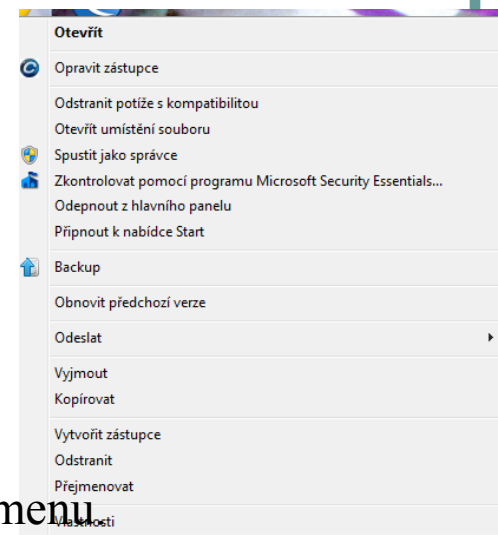 Otevřít
Opravit zástupce
Odstranit potíže s kompatibilitou
Otevřít umístění souboru
Spustit jako správce
Zkontrolovat pomocí programu Microsoft Security Essentials...
Odepnout z hlavního panelu
Připnout k nabídce Start
Backup
Obnovit předchozí verze
Odeslat
Vyjmout
Kopírovat
Vytvořit zástupce
Odstranit
Přejmenovat
menu.
Vlastnosti